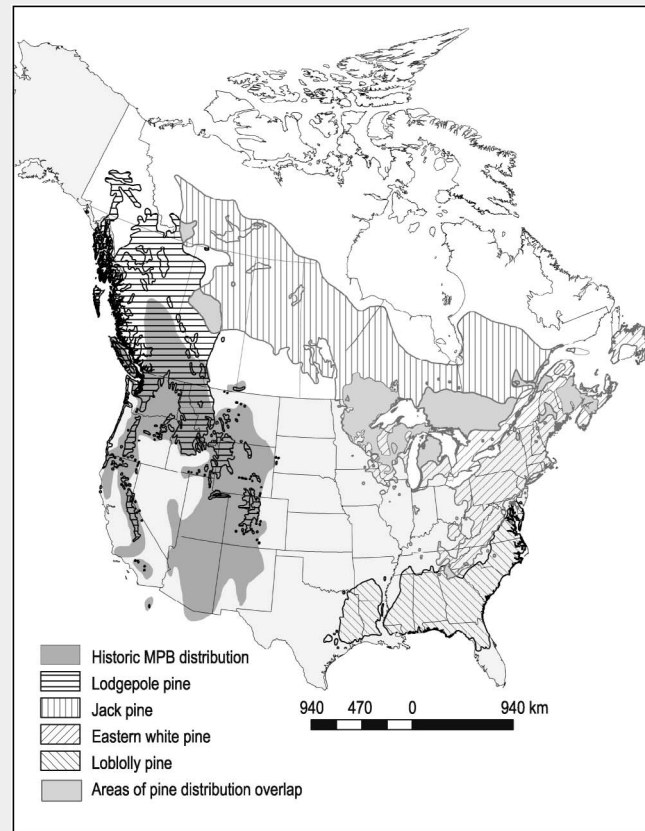 Historic MPB distribution
Lodgepole pine
Jack pine
Eastern white pine
Loblolly pine
Areas of pine distribution overlap
940 470 0 940 km